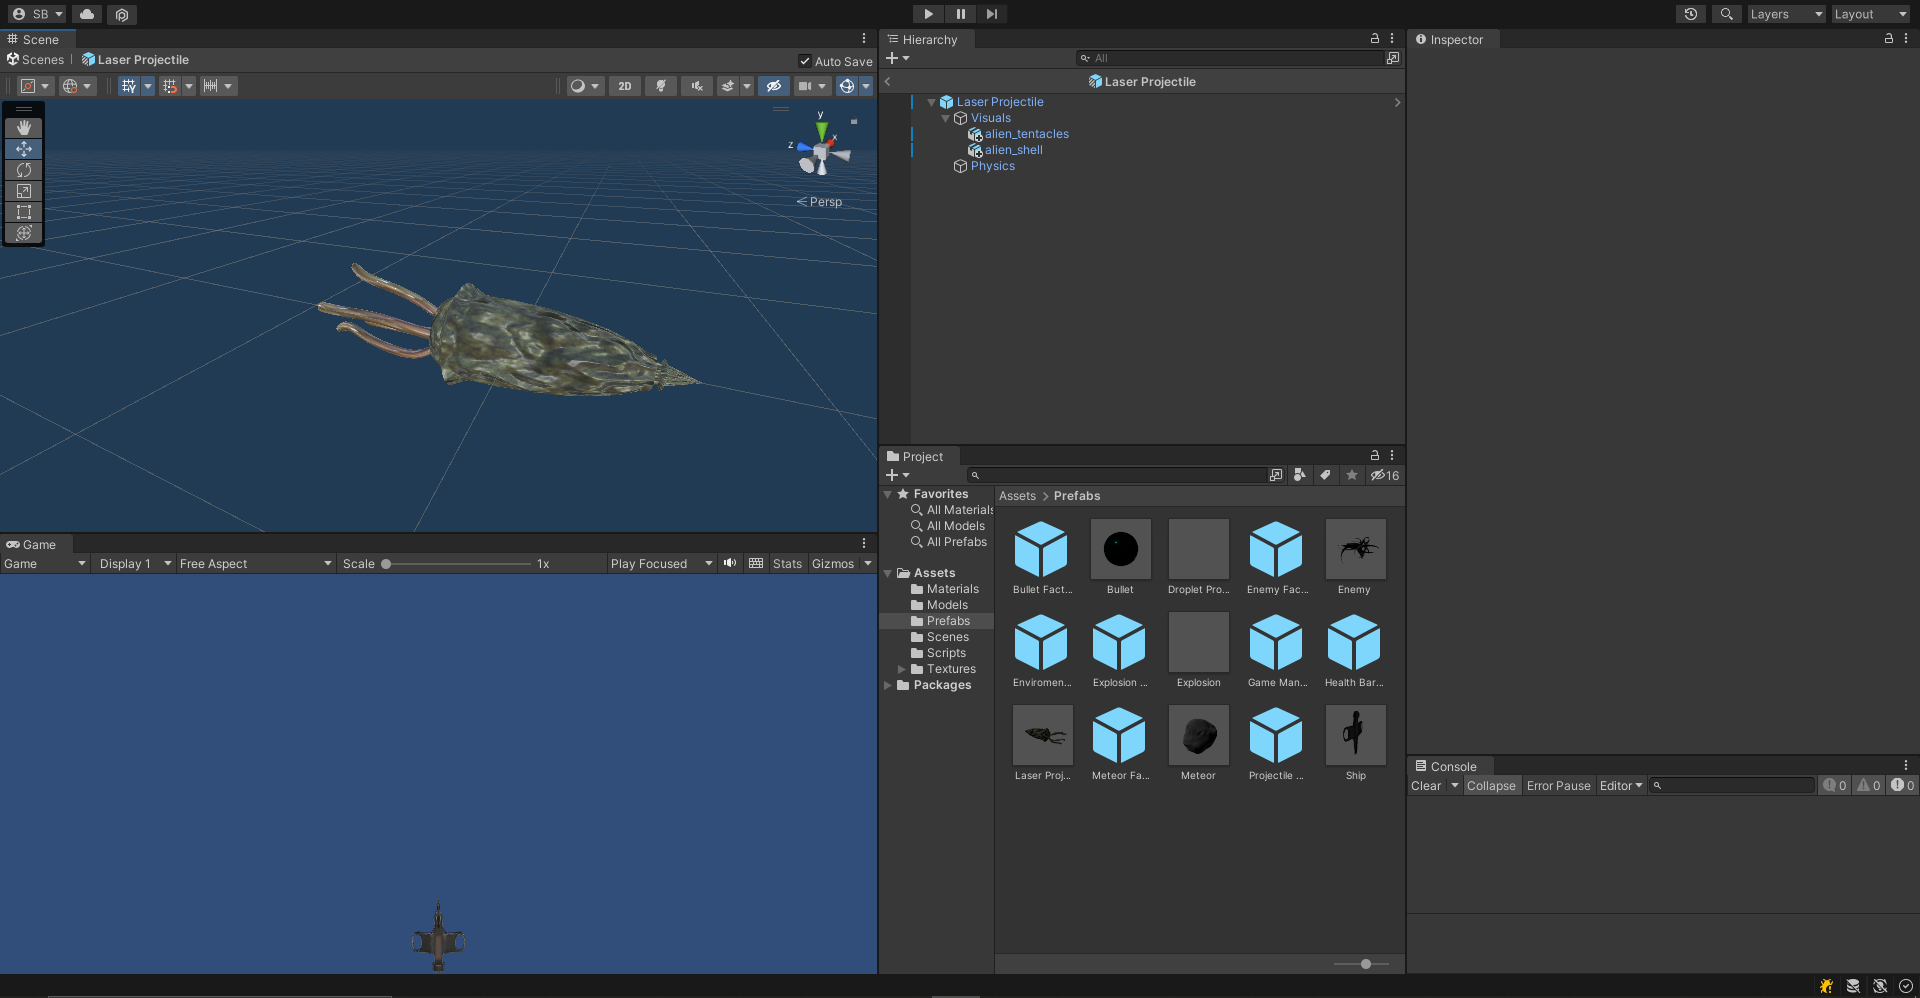 SB
Layers
Layout
Scene
Scenes
Laser Projectile
Auto Save
2D
y
x
z
Persp
Hierarchy
All
Laser Projectile
Laser Projectile
Visuals
alien_tentacles
alien_shell
Physics
Inspector
Game
Game
Display 1
Free Aspect
Scale
1x
Play Focused
Stats
Gizmos
Project
16
Favorites
All Materials
All Models
All Prefabs
Assets
Materials
Models
Prefabs
Scenes
Scripts
Textures
Packages
Assets > Prefabs
Bullet Fact...
Bullet
Droplet Pro...
Enemy Fac...
Enemy
Enviromen...
Explosion ...
Explosion
Game Man...
Health Bar...
Laser Proj...
Meteor Fa...
Meteor
Projectile ...
Ship
Console
Clear
Collapse
Error Pause
Editor
0
0
0